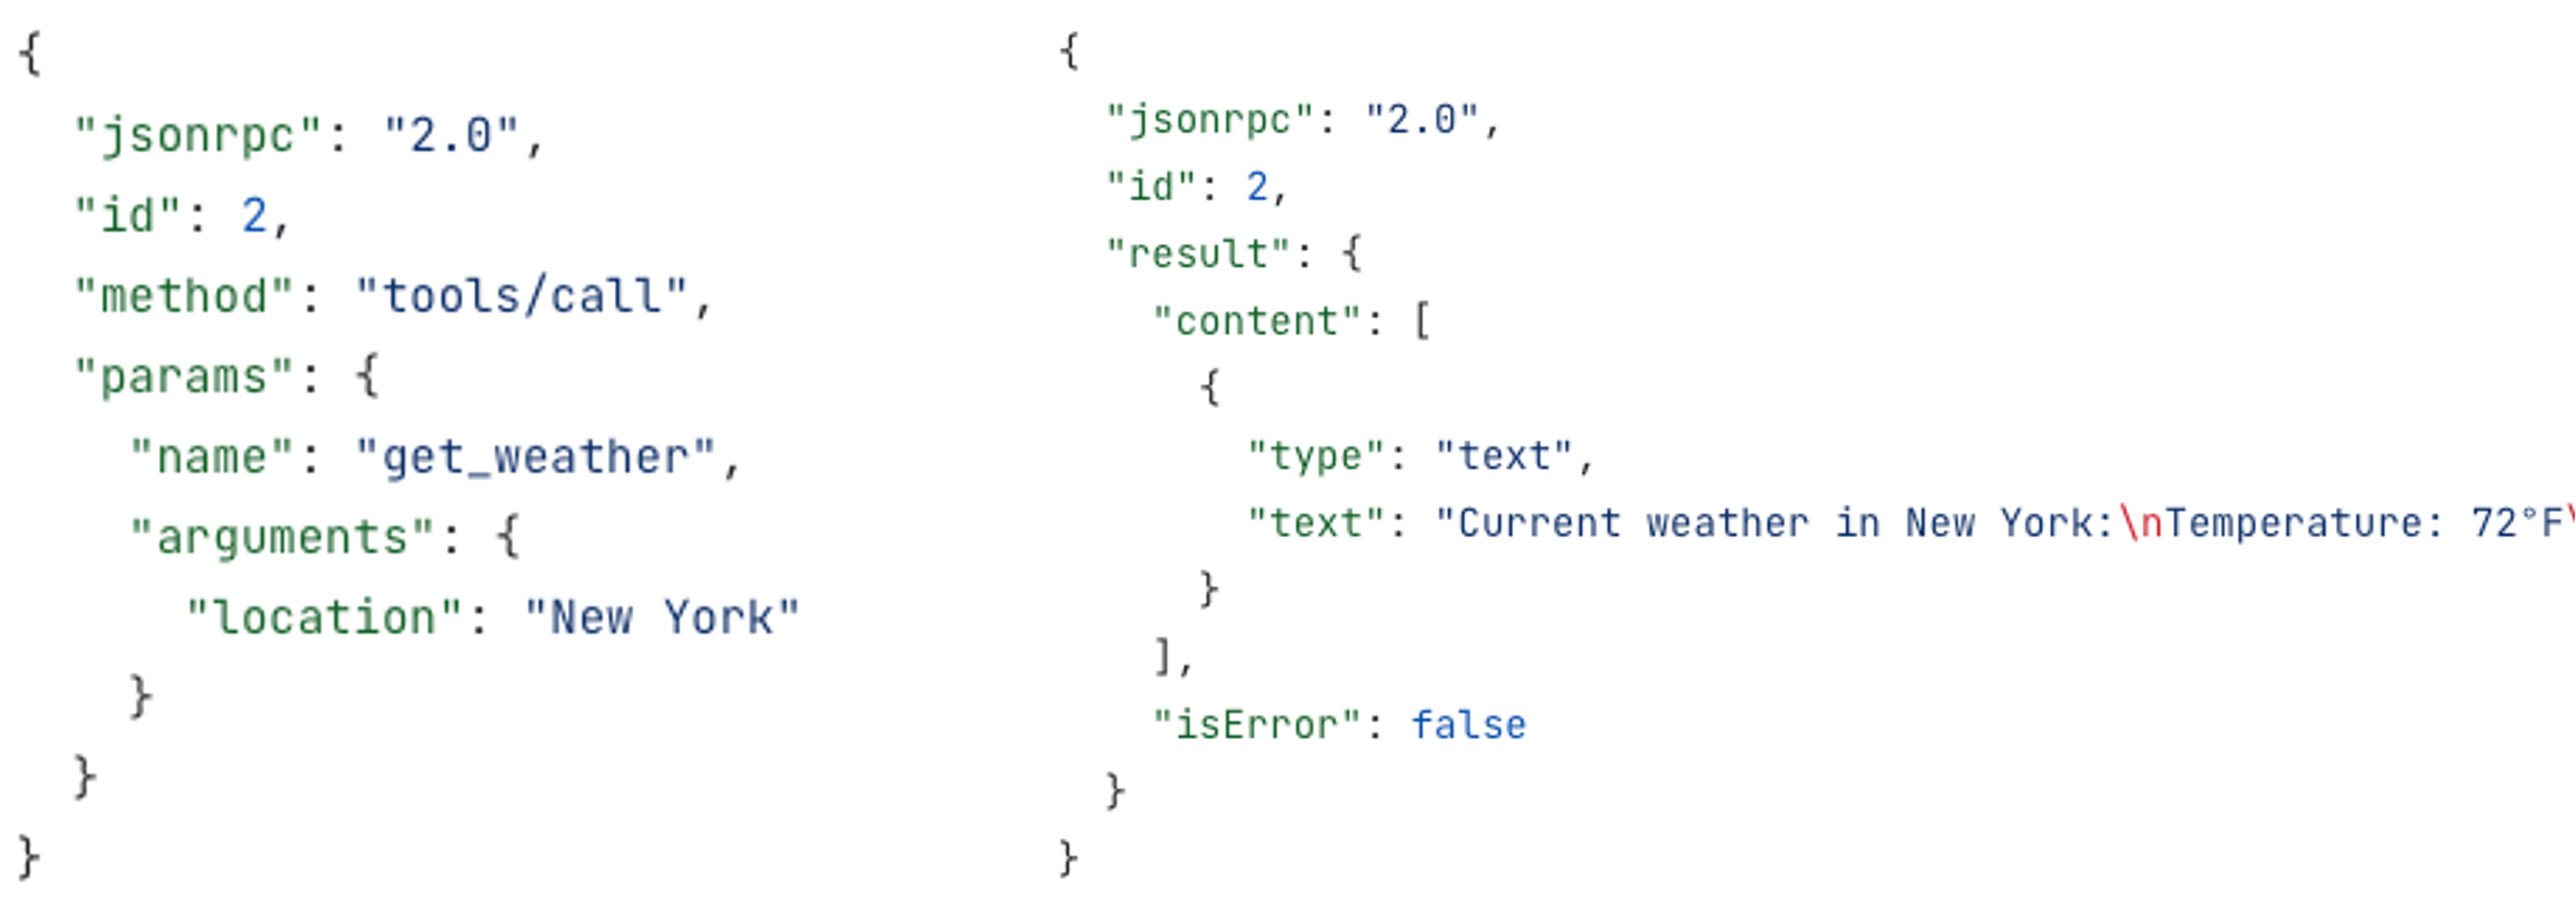 {
  "jsonrpc": "2.0",
  "id": 2,
  "method": "tools/call",
  "params": {
    "name": "get_weather",
    "arguments": {
      "location": "New York"
    }
  }
}
{
  "jsonrpc": "2.0",
  "id": 2,
  "result": {
    "content": [
      {
        "type": "text",
        "text": "Current weather in New York:\nTemperature: 72°F\
      }
    ],
    "isError": false
  }
}